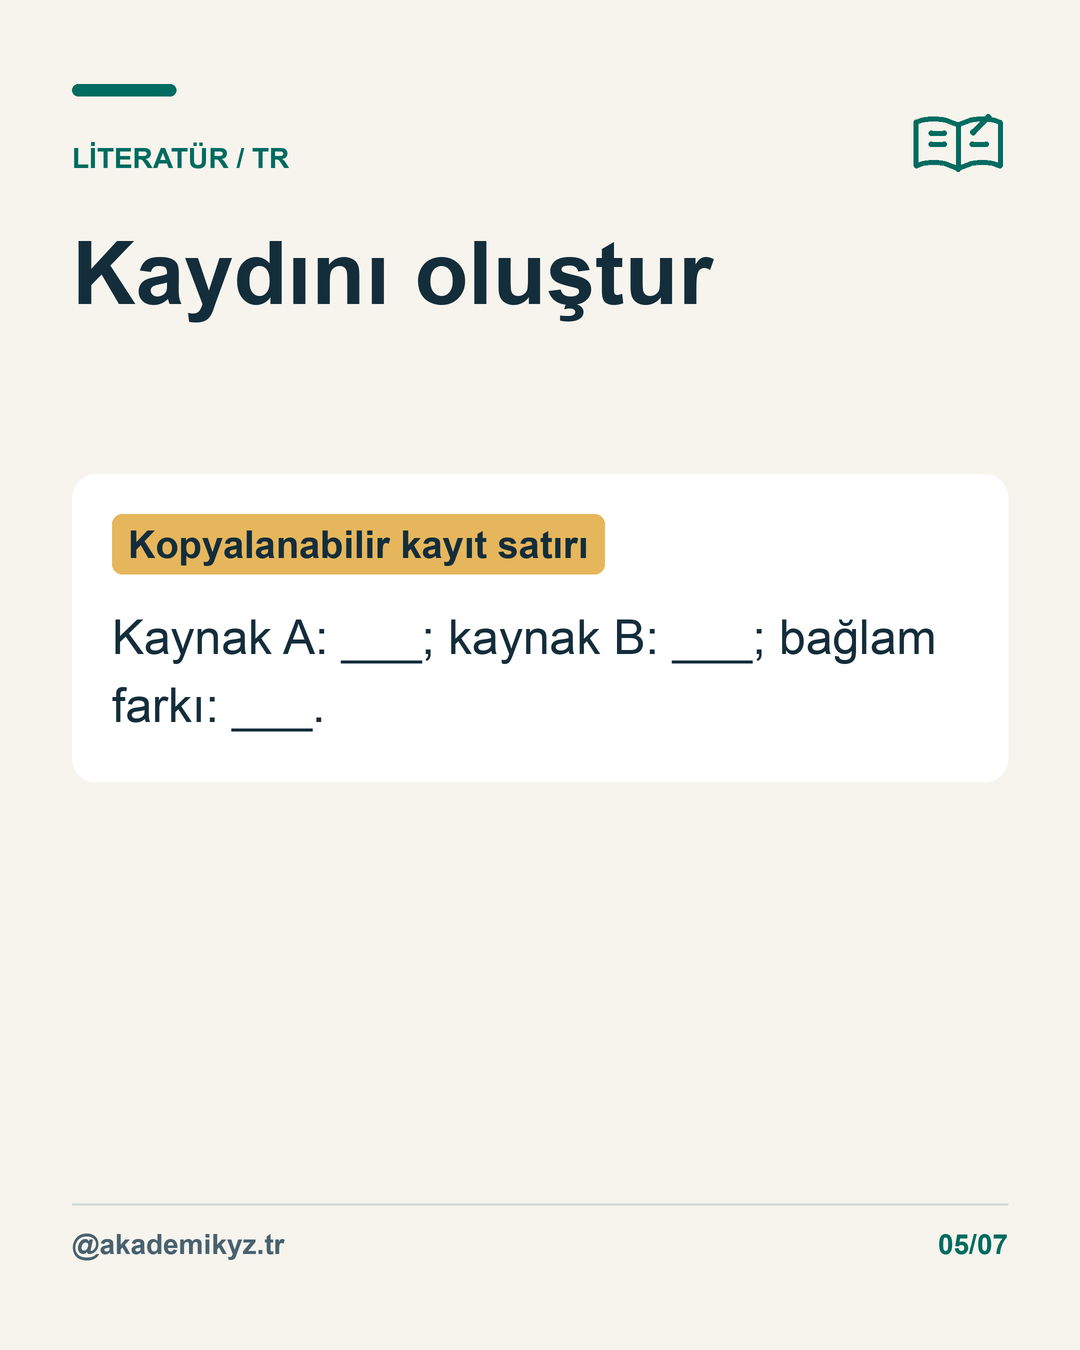 LİTERATÜR / TR
Kaydını oluştur
Kopyalanabilir kayıt satırı
Kaynak A: ___; kaynak B: ___; bağlam
farkı: ___.
@akademikyz.tr
05/07